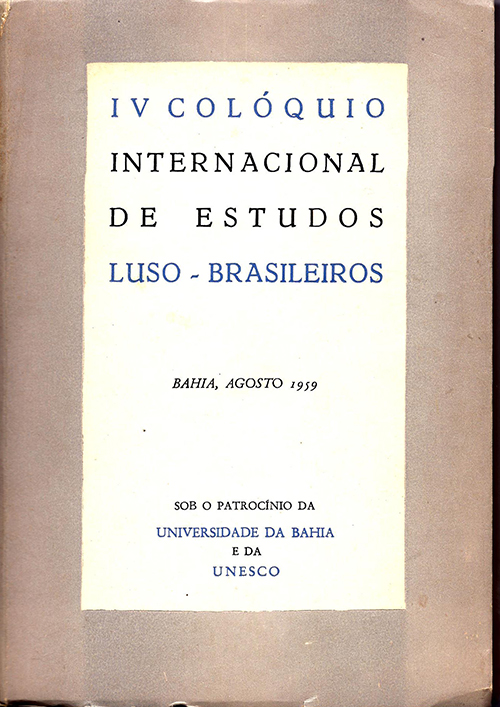 IV COLÓQUIO
INTERNACIONAL
DE ESTUDOS
LUSO - BRASILEIROS
BAHIA, AGOSTO 1959
SOB O PATROCÍNIO DA
UNIVERSIDADE DA BAHIA
E DA
UNESCO